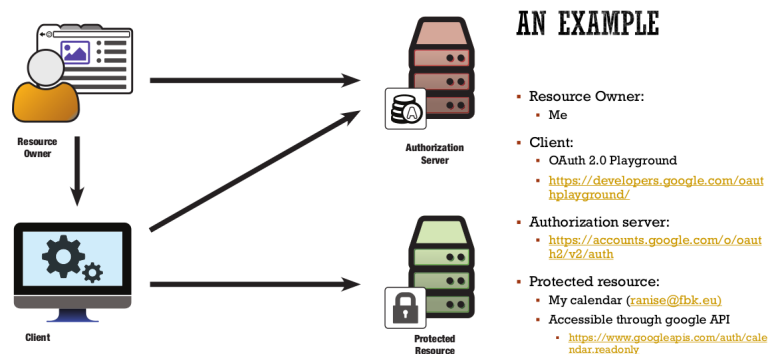 AN EXAMPLE
Resource
Owner
Authorization
Server
Client
Protected
Resource
A
▪ Resource Owner:
▪ Me
▪ Client:
▪ OAuth 2.0 Playground
▪ https://developers.google.com/oaut
hplayground/
▪ Authorization server:
▪ https://accounts.google.com/o/oaut
h2/v2/auth
▪ Protected resource:
▪ My calendar (ranise@fbk.eu)
▪ Accessible through google API
▪ https://www.googleapis.com/auth/cale
ndar.readonly